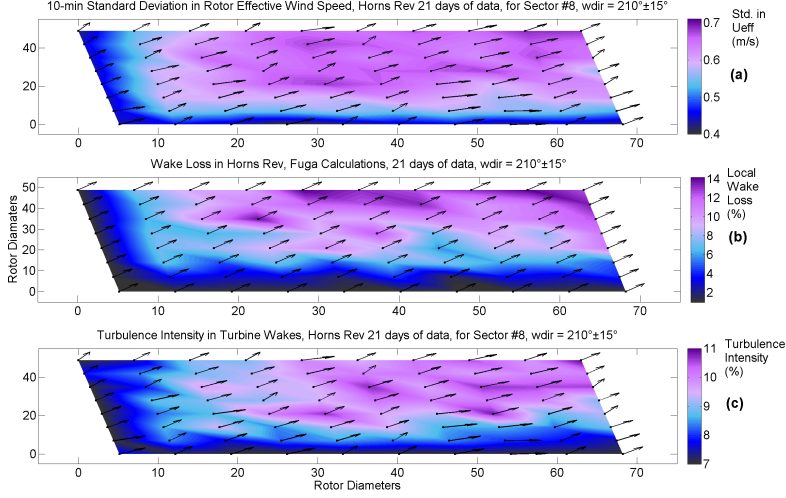 10-min Standard Deviation in Rotor Effective Wind Speed, Horns Rev 21 days of data, for Sector #8, wdir = 210°±15°
40
20
0
0 10 20 30 40 50 60 70
0.7
0.6
0.5
0.4
Std. in
Ueff
(m/s)
(a)
Wake Loss in Horns Rev, Fuga Calculations, 21 days of data, wdir = 210°±15°
Rotor Diamaters
50
40
30
20
10
0
0 10 20 30 40 50 60 70
14
12
10
8
6
4
2
Local
Wake
Loss
(%)
(b)
Turbulence Intensity in Turbine Wakes, Horns Rev 21 days of data, for Sector #8, wdir = 210°±15°
40
20
0
0 10 20 30 40 50 60 70
Rotor Diameters
11
10
9
8
7
Turbulence
Intensity
(%)
(c)